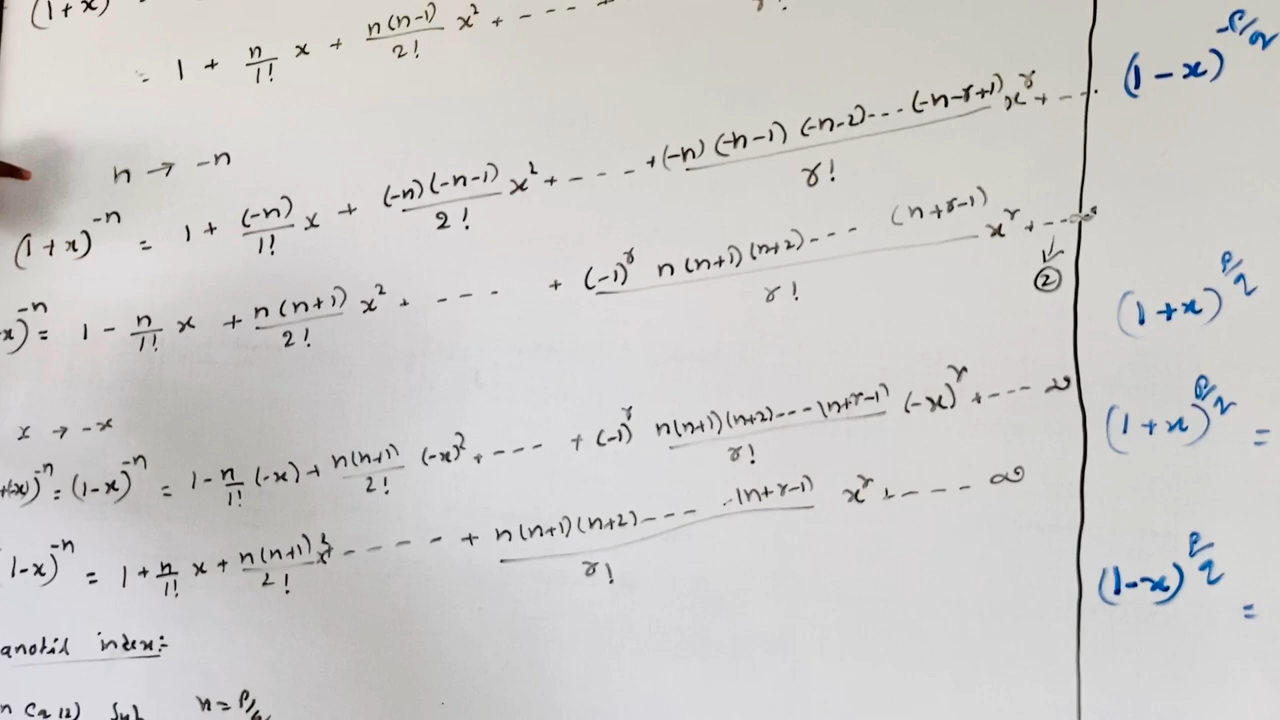 (1+x)
= 1 + n/1! x + n(n-1)/2! x² + ---- +
n → -n
(1+x)^-n = 1 + (-n)/1! x + (-n)(-n-1)/2! x² + ---- + (-n)(-n-1)(-n-2)---(-n-r+1)/r! x^r + ---
x)^-n = 1 - n/1! x + n(n+1)/2! x² + ---- + (-1)^r n(n+1)(n+2)--- (n+r-1)/r! x^r + --- ∞
↓
②
x → -x
+(-x))^-n = (1-x)^-n = 1 - n/1! (-x) + n(n+1)/2! (-x)² + ---- + (-1)^r n(n+1)(n+2)---(n+r-1)/r! (-x)^r + ---- ∞
1-x)^-n = 1 + n/1! x + n(n+1)/2! x² + ----- + n(n+1)(n+2)--- -(n+r-1)/r! x^r + ---- ∞
index:-
n = P/
(1-x)^-P/q
(1+x)^P/q
(1+x)^P/q =
(1-x)^P/q =